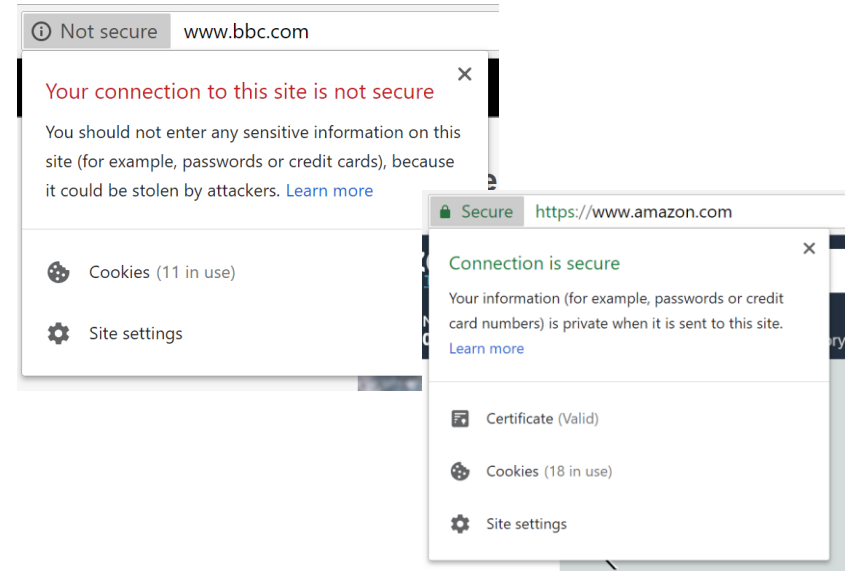 Not secure www.bbc.com
Your connection to this site is not secure
You should not enter any sensitive information on this
site (for example, passwords or credit cards), because
it could be stolen by attackers. Learn more
Cookies (11 in use)
Site settings
Secure https://www.amazon.com
Connection is secure
Your information (for example, passwords or credit
card numbers) is private when it is sent to this site.
Learn more
Certificate (Valid)
Cookies (18 in use)
Site settings